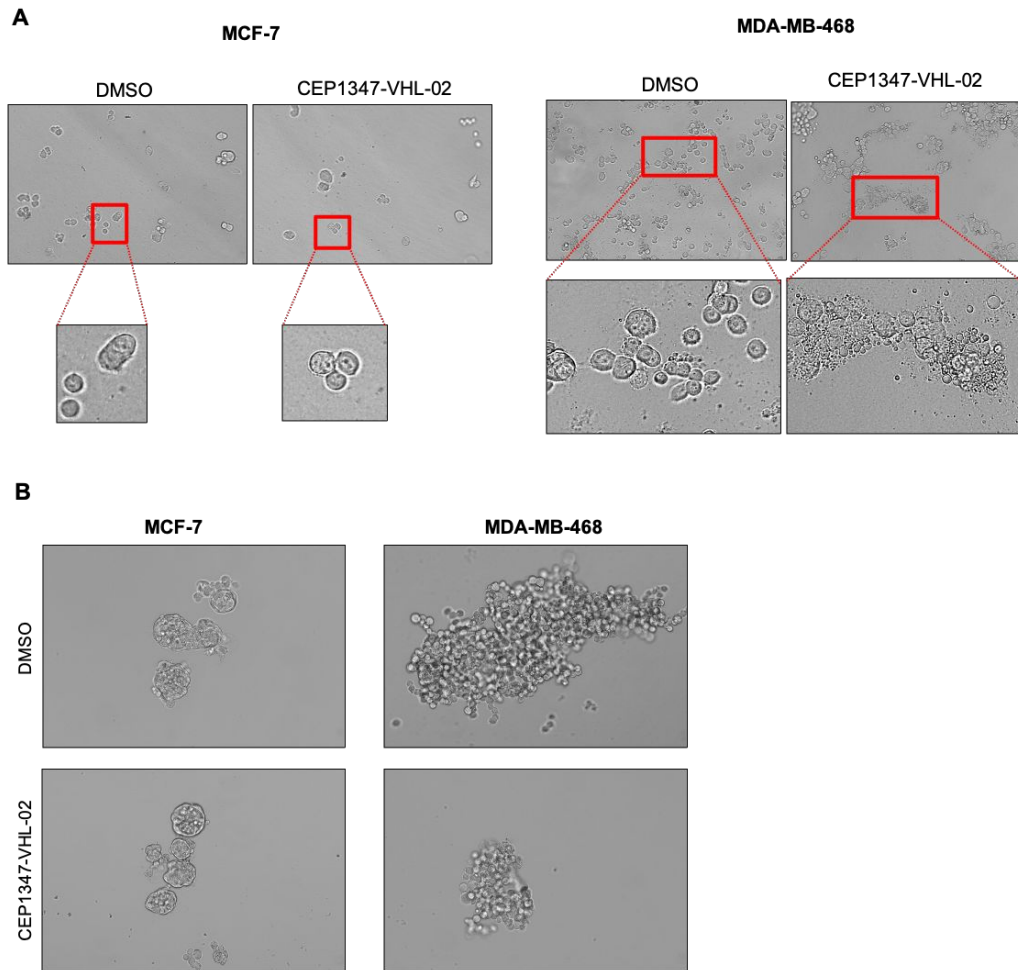 A
MCF-7
MDA-MB-468
DMSO
CEP1347-VHL-02
DMSO
CEP1347-VHL-02
B
MCF-7
MDA-MB-468
DMSO
CEP1347-VHL-02